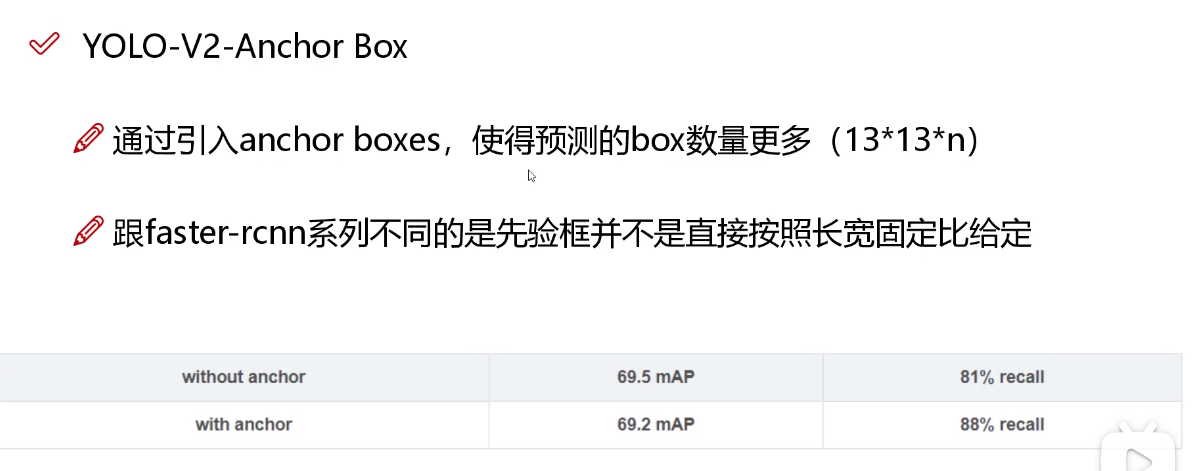 YOLO-V2-Anchor Box
通过引入anchor boxes，使得预测的box数量更多（13*13*n）
跟faster-rcnn系列不同的是先验框并不是直接按照长宽固定比给定
without anchor 69.5 mAP 81% recall
with anchor 69.2 mAP 88% recall